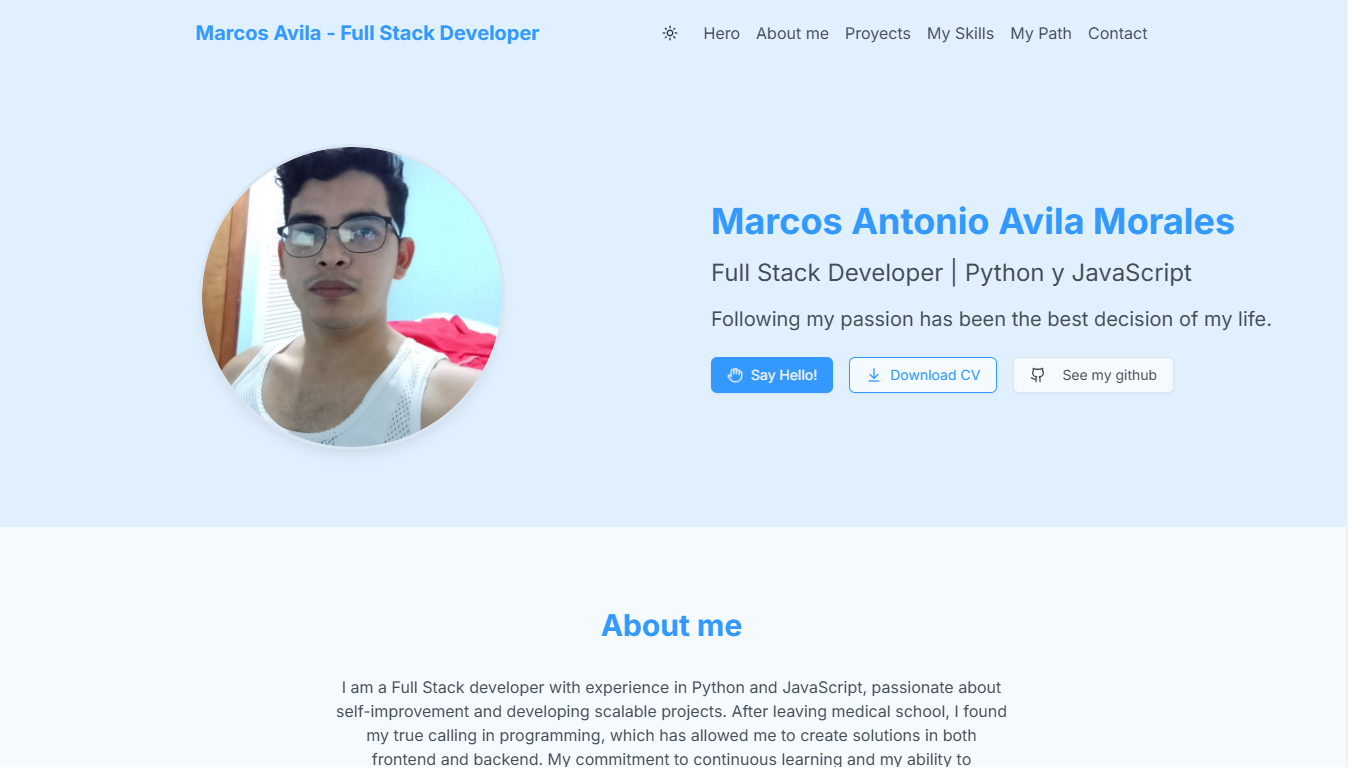 Marcos Avila - Full Stack Developer
Hero About me Proyects My Skills My Path Contact
Marcos Antonio Avila Morales
Full Stack Developer | Python y JavaScript
Following my passion has been the best decision of my life.
Say Hello! Download CV See my github
About me
I am a Full Stack developer with experience in Python and JavaScript, passionate about
self-improvement and developing scalable projects. After leaving medical school, I found
my true calling in programming, which has allowed me to create solutions in both
frontend and backend. My commitment to continuous learning and my ability to